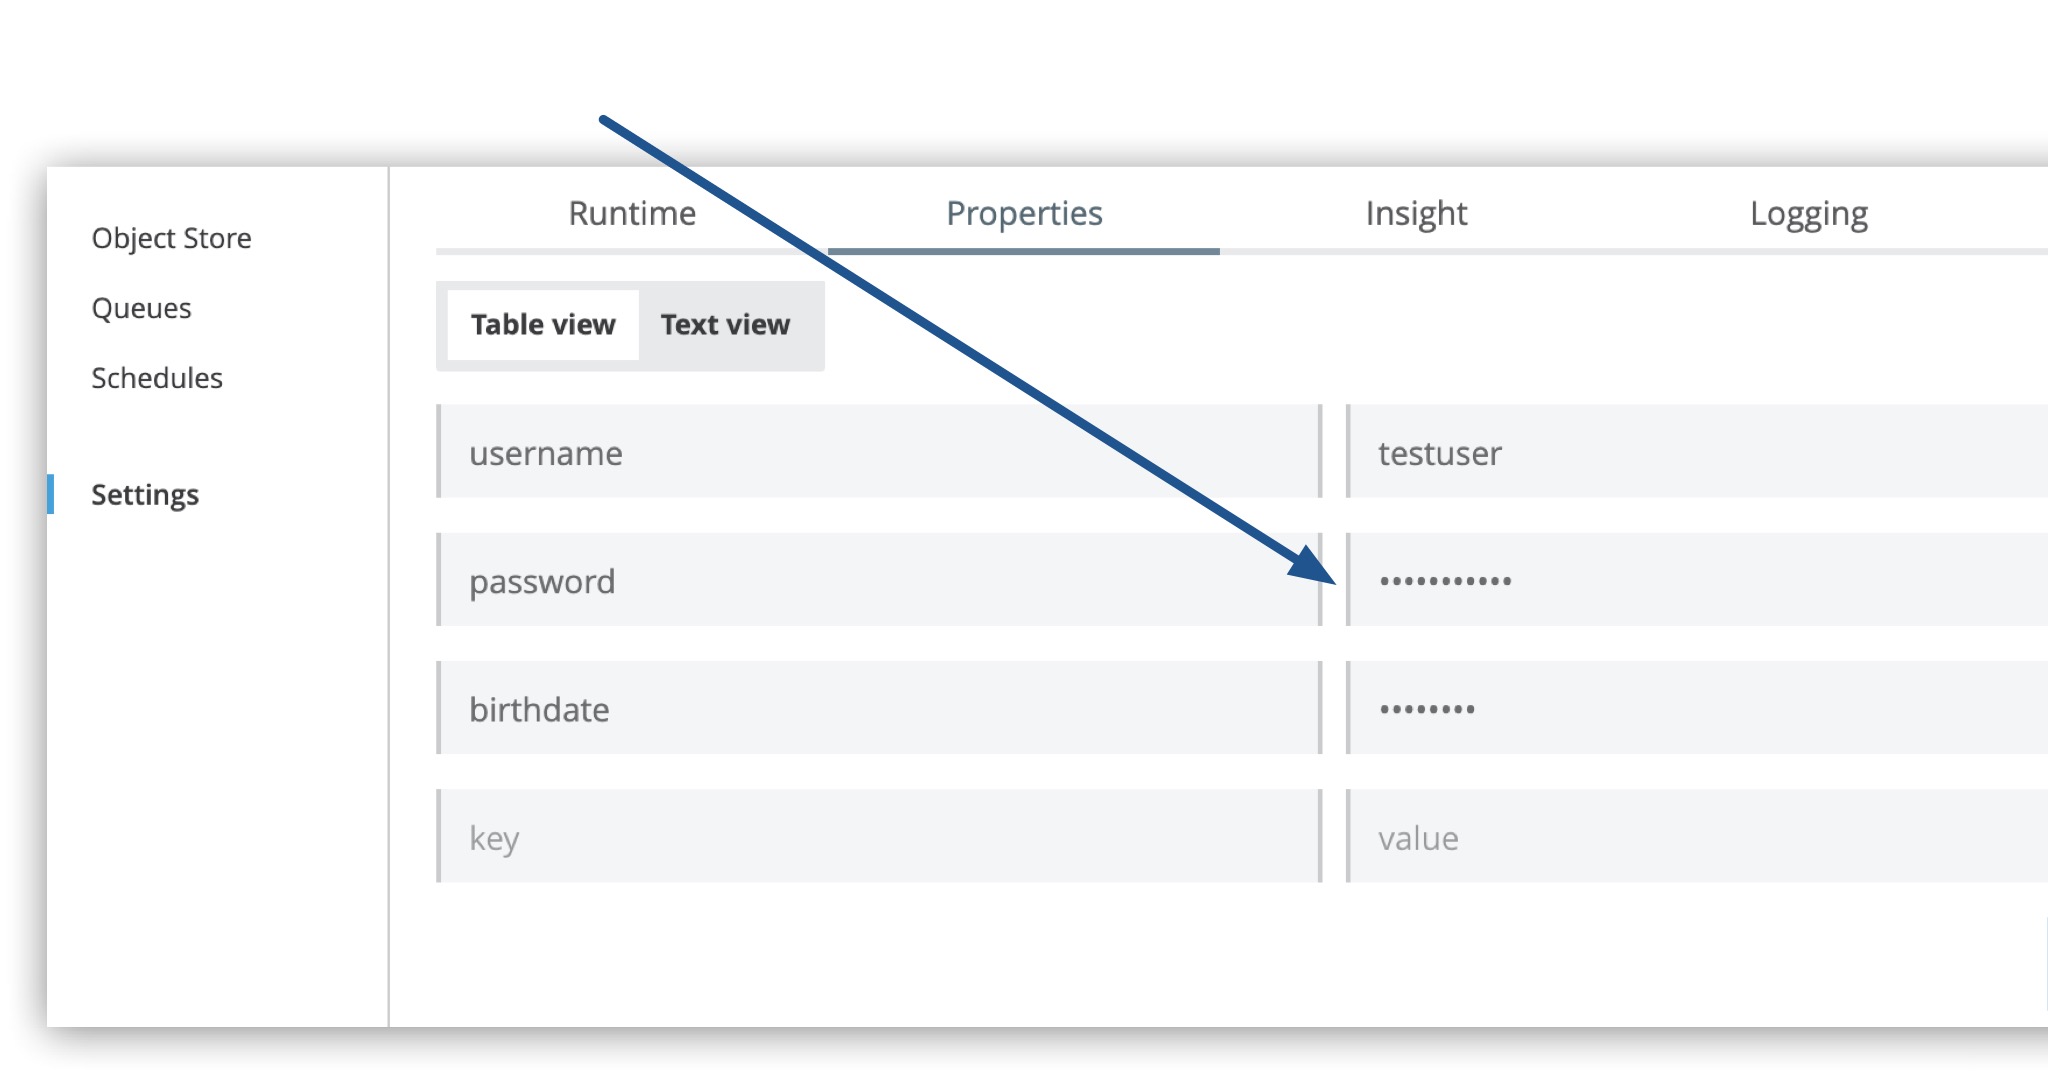 Object Store
Queues
Schedules
Settings
Runtime Properties Insight Logging
Table view Text view
username testuser
password •••••••••••
birthdate ••••••••
key value